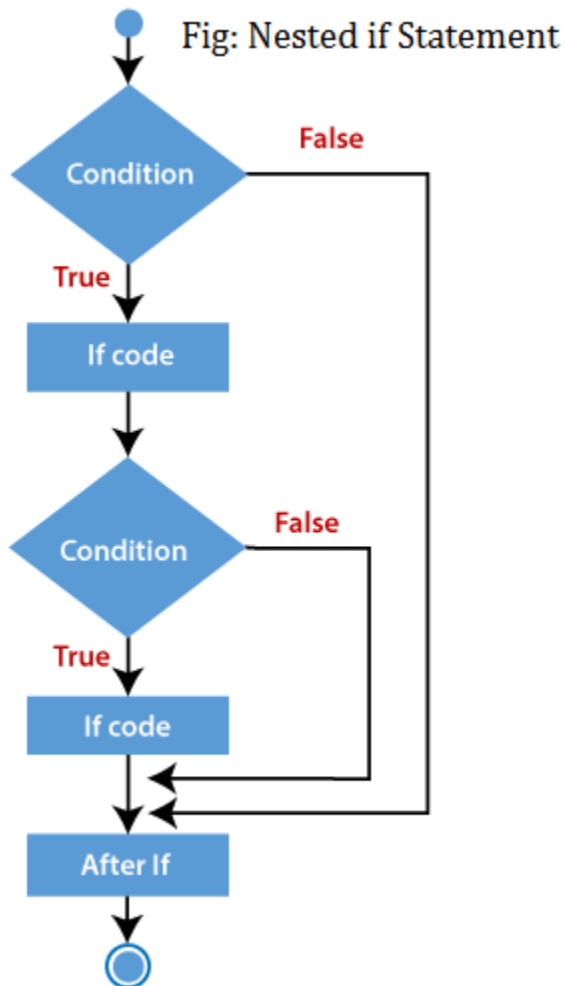 Fig: Nested if Statement
Condition
False
True
If code
Condition
False
True
If code
After If